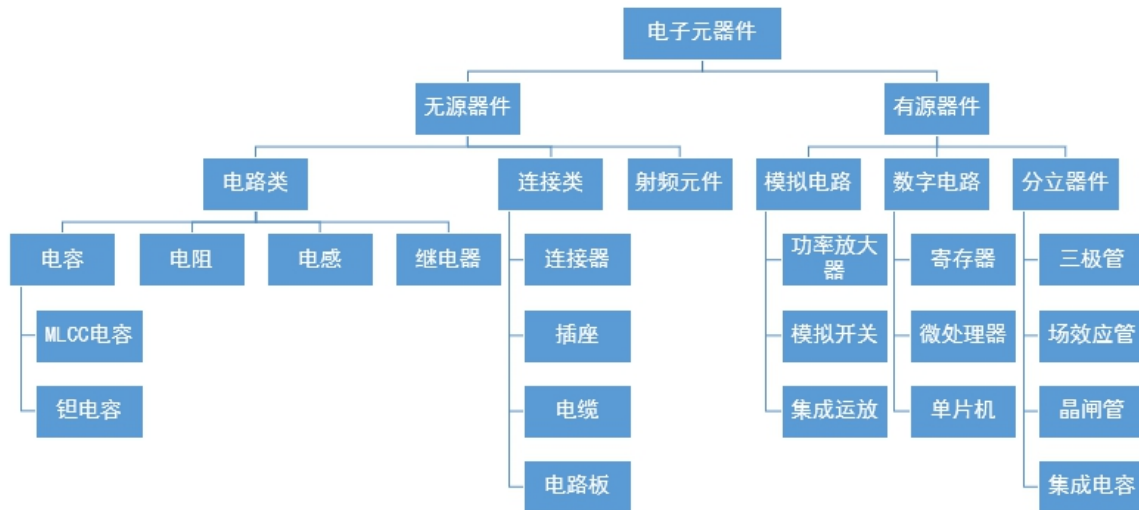 电子元器件
无源器件
有源器件
电路类
连接类
射频元件
模拟电路
数字电路
分立器件
电容
电阻
电感
继电器
连接器
功率放大
器
寄存器
三极管
MLCC电容
插座
模拟开关
微处理器
场效应管
钽电容
电缆
集成运放
单片机
晶闸管
电路板
集成电容